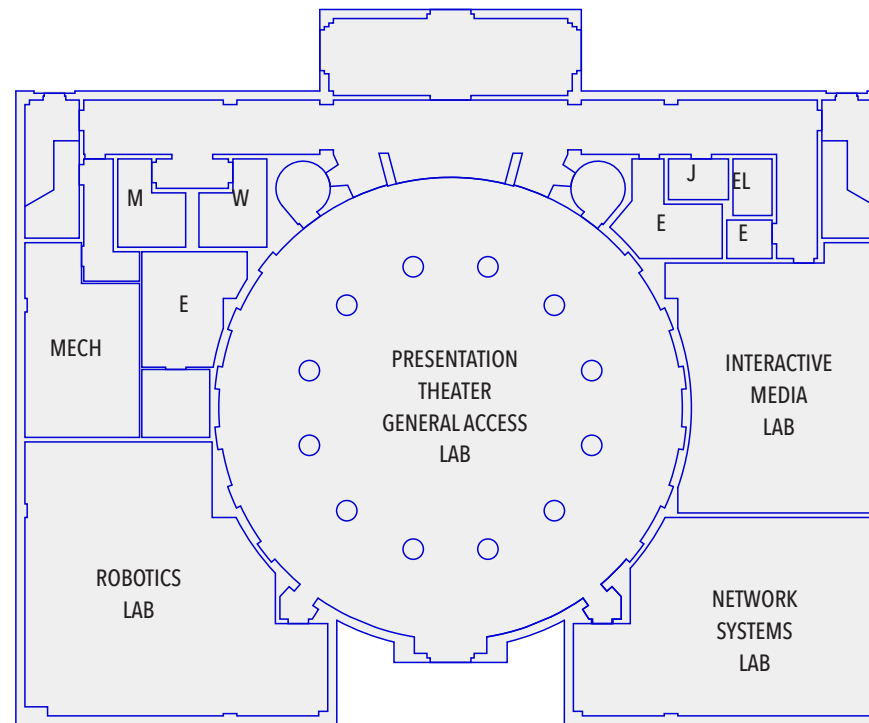 M
W
J
EL
E
E
E
MECH
PRESENTATION
THEATER
GENERAL ACCESS
LAB
INTERACTIVE
MEDIA
LAB
ROBOTICS
LAB
NETWORK
SYSTEMS
LAB